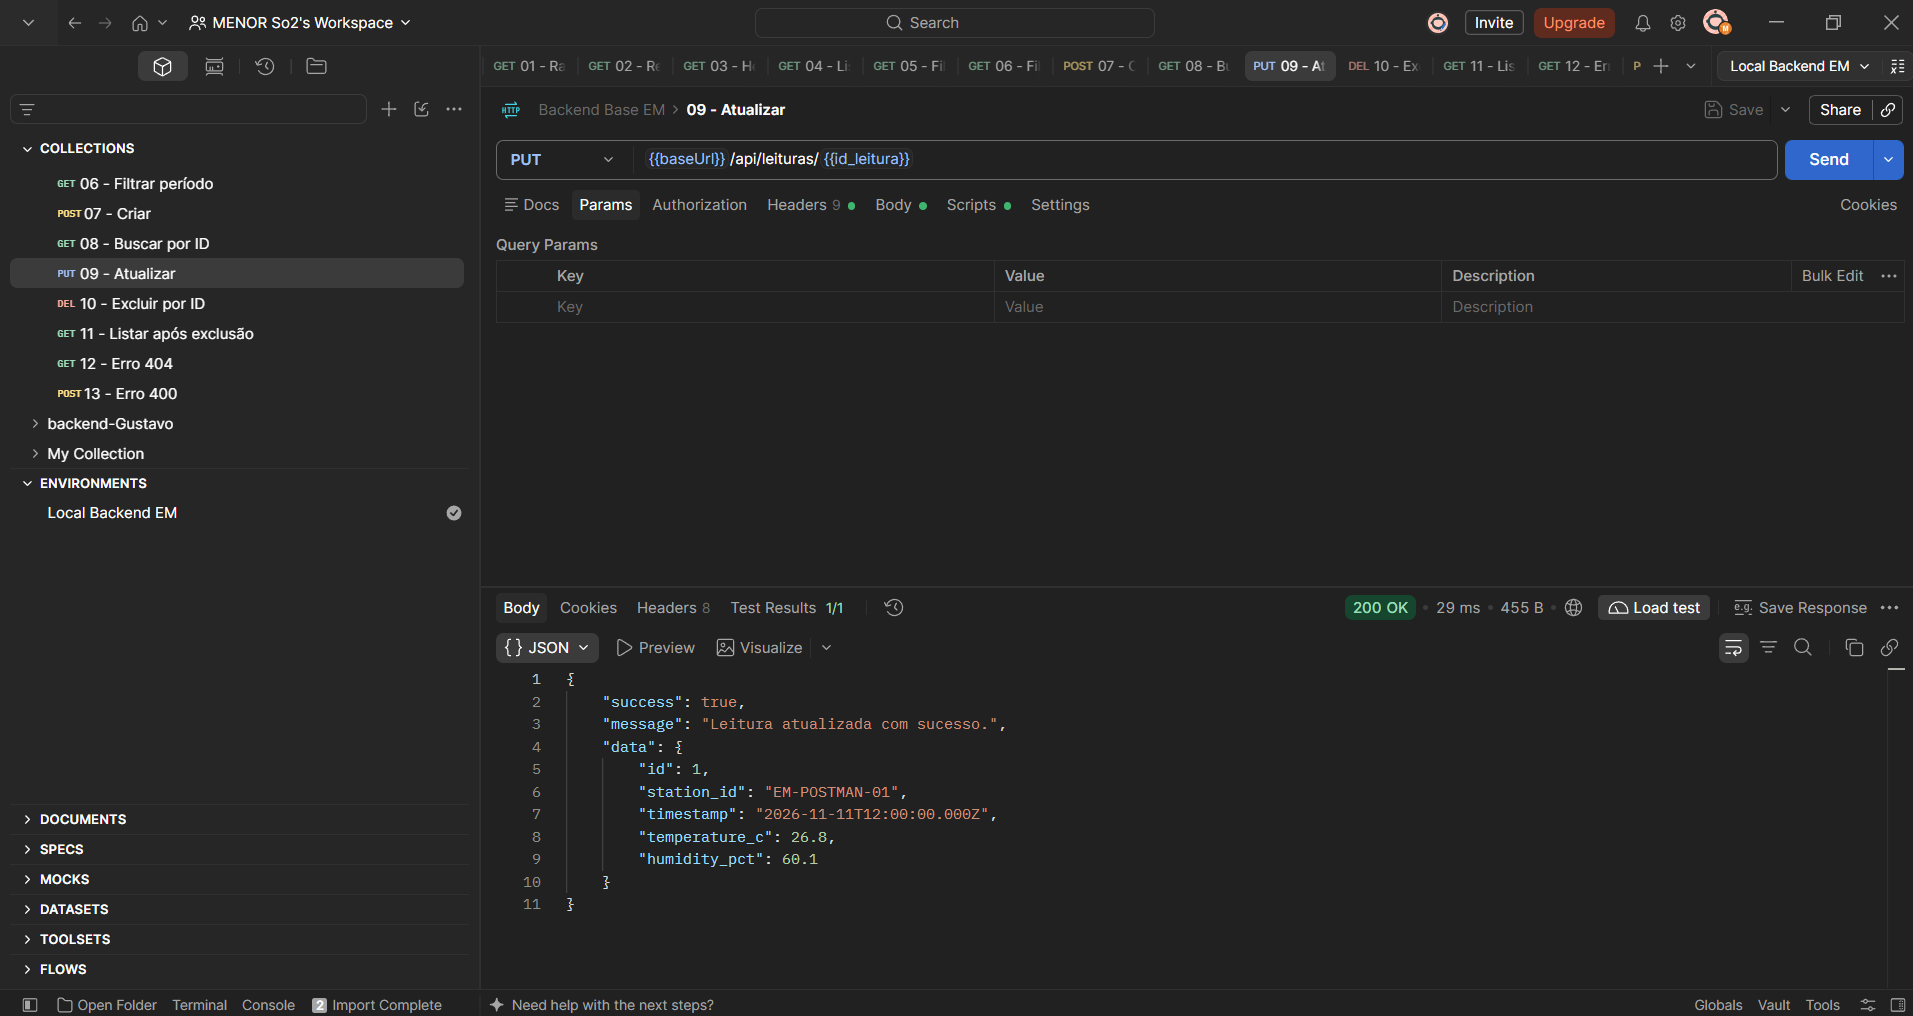 MENOR So2's Workspace
Search
Invite
Upgrade
GET 01 - Ra
GET 02 - Re
GET 03 - H
GET 04 - Li
GET 05 - Fil
GET 06 - Fi
POST 07 - C
GET 08 - Bu
PUT 09 - At
DEL 10 - Ex
GET 11 - Lis
GET 12 - Er
P
Local Backend EM
HTTP
Backend Base EM > 09 - Atualizar
Save
Share
COLLECTIONS
GET 06 - Filtrar período
POST 07 - Criar
GET 08 - Buscar por ID
PUT 09 - Atualizar
DEL 10 - Excluir por ID
GET 11 - Listar após exclusão
GET 12 - Erro 404
POST 13 - Erro 400
backend-Gustavo
My Collection
ENVIRONMENTS
Local Backend EM
DOCUMENTS
SPECS
MOCKS
DATASETS
TOOLSETS
FLOWS
PUT
{{baseUrl}} /api/leituras/ {{id_leitura}}
Send
Docs
Params
Authorization
Headers 9
Body
Scripts
Settings
Cookies
Query Params
Key
Value
Description
Bulk Edit
Key
Value
Description
Body
Cookies
Headers 8
Test Results 1/1
200 OK
29 ms
455 B
Load test
e.g. Save Response
{} JSON
Preview
Visualize
1 {
2 "success": true,
3 "message": "Leitura atualizada com sucesso.",
4 "data": {
5 "id": 1,
6 "station_id": "EM-POSTMAN-01",
7 "timestamp": "2026-11-11T12:00:00.000Z",
8 "temperature_c": 26.8,
9 "humidity_pct": 60.1
10 }
11 }
Open Folder
Terminal
Console
2 Import Complete
Need help with the next steps?
Globals
Vault
Tools